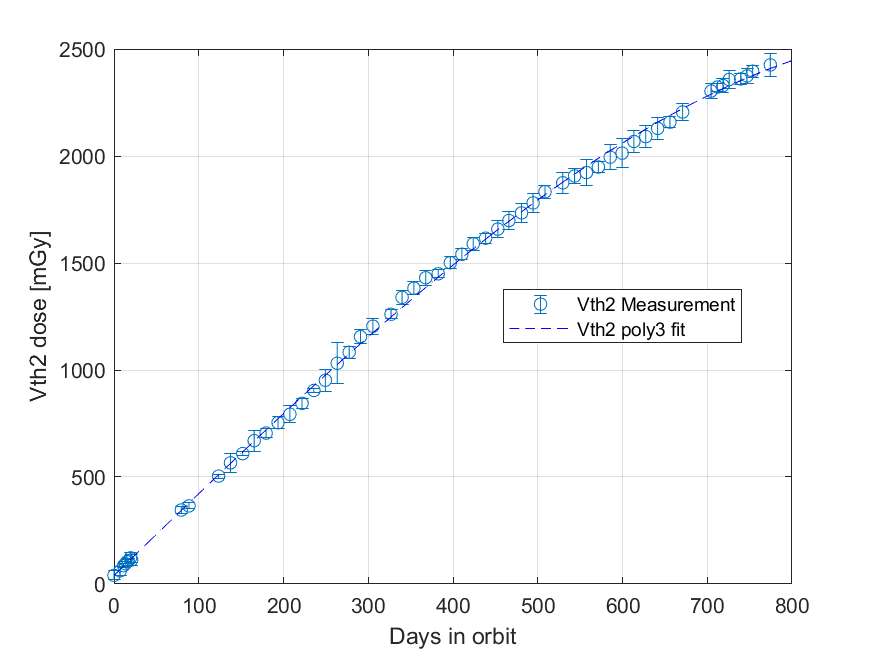 2500
2000
1500
1000
500
0
Vth2 dose [mGy]
Vth2 Measurement
Vth2 poly3 fit
0 100 200 300 400 500 600 700 800
Days in orbit